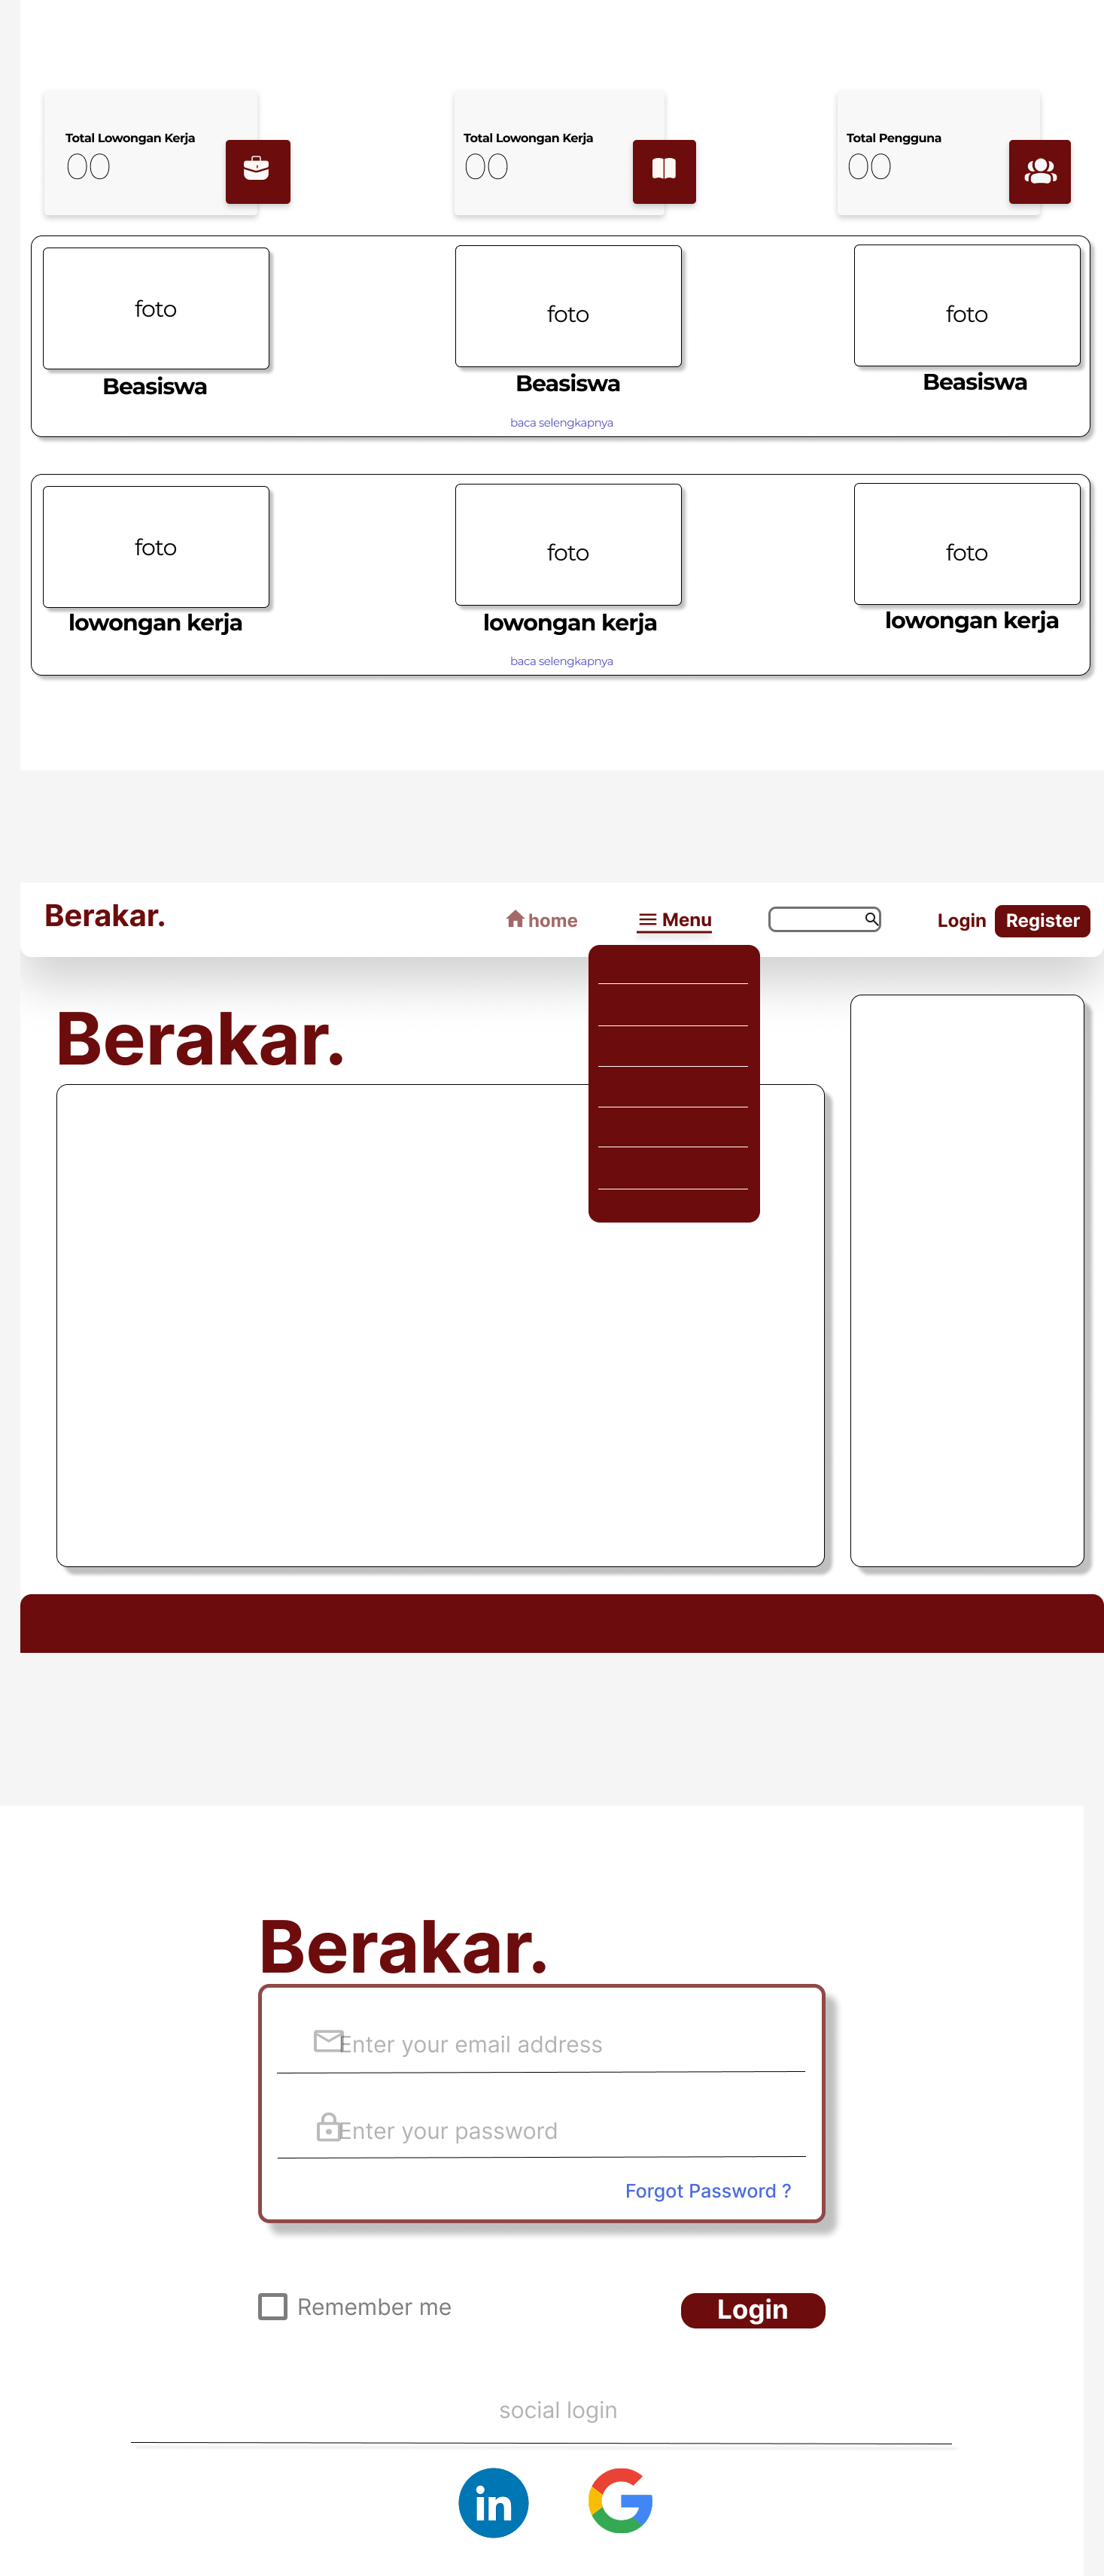 Total Lowongan Kerja
00
Total Lowongan Kerja
00
Total Pengguna
00
foto
foto
foto
Beasiswa
Beasiswa
Beasiswa
baca selengkapnya
foto
foto
foto
lowongan kerja
lowongan kerja
lowongan kerja
baca selengkapnya
Berakar.
home
Menu
Login
Register
Berakar.
Berakar.
Enter your email address
Enter your password
Forgot Password ?
Remember me
Login
social login
in